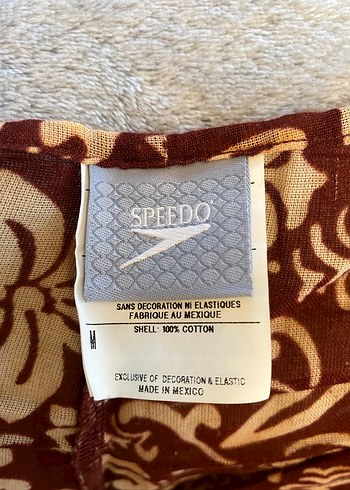 SPEEDO
SANS DECORATION NI ELASTIQUES
FABRIQUE AU MEXIQUE
SHELL: 100% COTTON
EXCLUSIVE OF DECORATION & ELASTIC
MADE IN MEXICO